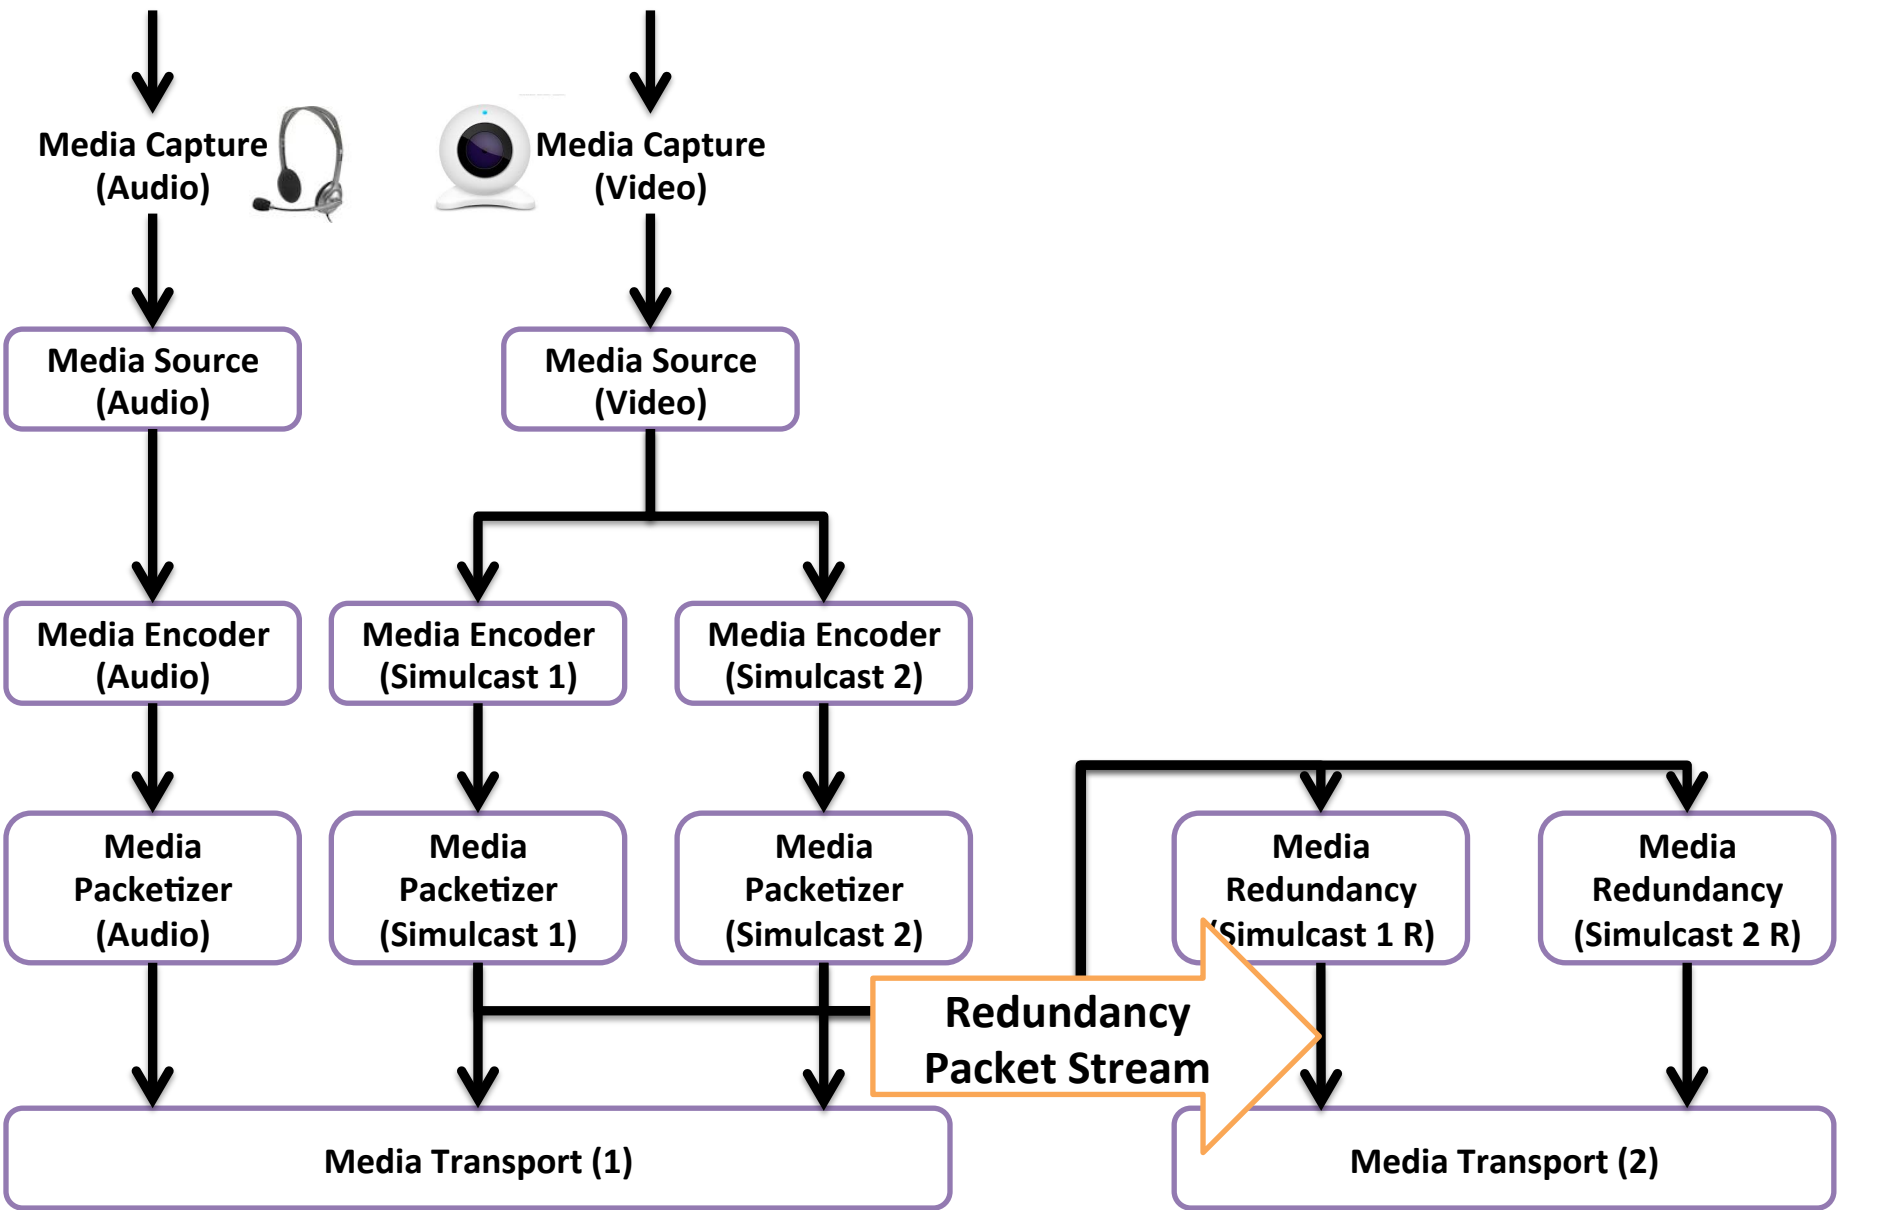 Media Capture
(Audio)
Media Capture
(Video)
Media Source
(Audio)
Media Source
(Video)
Media Encoder
(Audio)
Media Encoder
(Simulcast 1)
Media Encoder
(Simulcast 2)
Media
Packetizer
(Audio)
Media
Packetizer
(Simulcast 1)
Media
Packetizer
(Simulcast 2)
Media
Redundancy
(Simulcast 1 R)
Media
Redundancy
(Simulcast 2 R)
Redundancy
Packet Stream
Media Transport (1)
Media Transport (2)